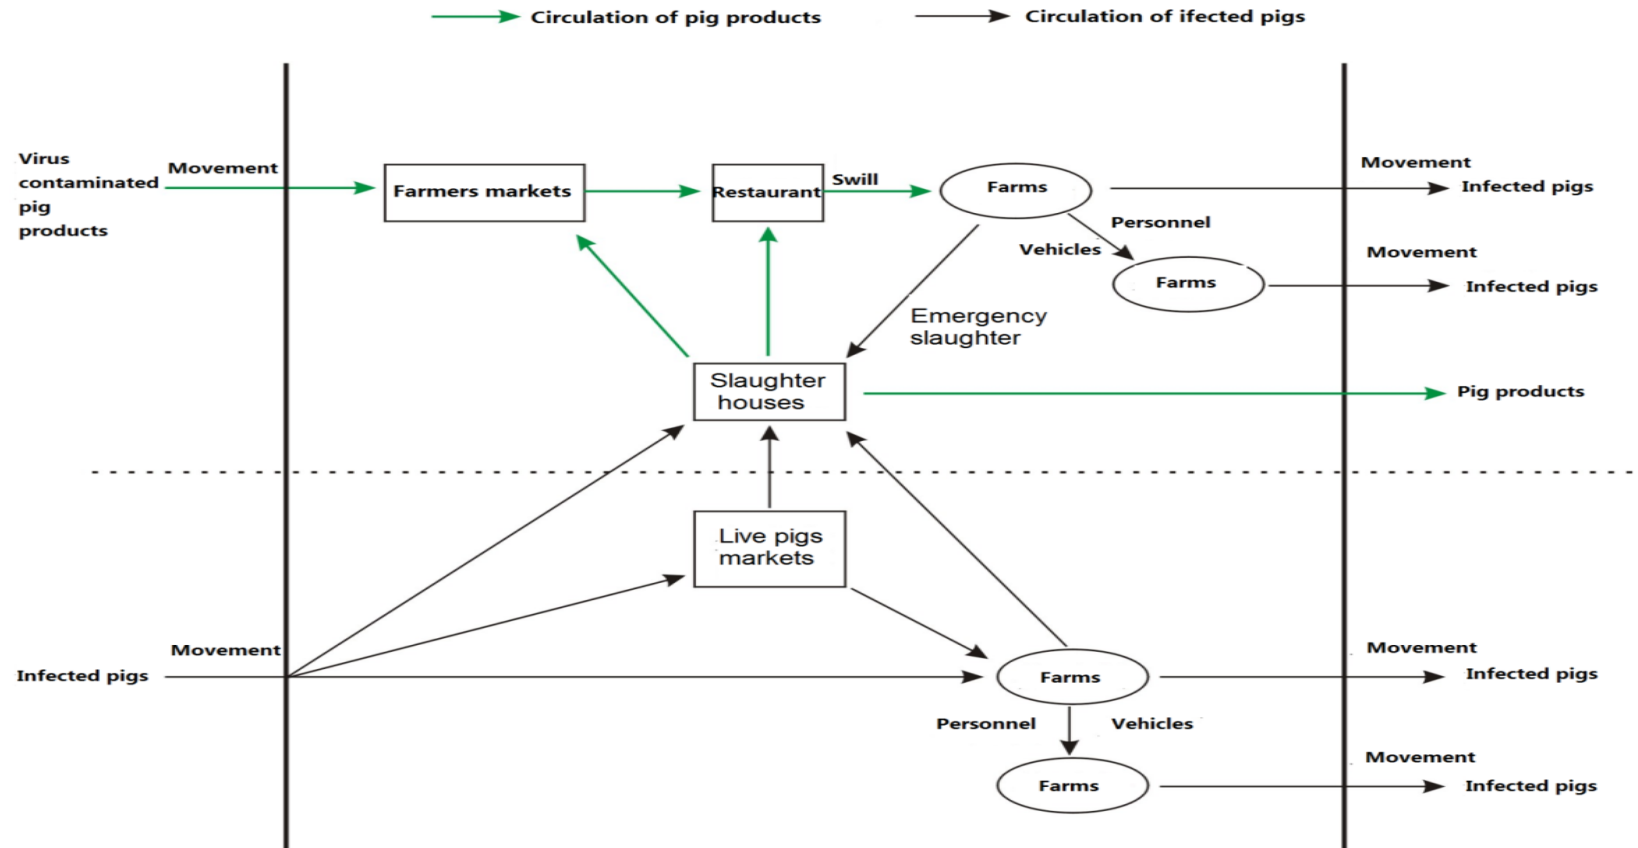 Circulation of pig products
Circulation of ifected pigs
Virus
contaminated
pig
products
Movement
Farmers markets
Restaurant
Swill
Farms
Movement
Infected pigs
Personnel
Vehicles
Farms
Movement
Infected pigs
Emergency
slaughter
Slaughter
houses
Pig products
Live pigs
markets
Movement
Infected pigs
Farms
Movement
Infected pigs
Personnel
Vehicles
Farms
Movement
Infected pigs